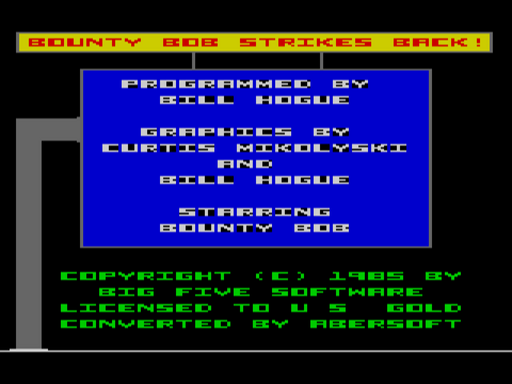 BOUNTY BOB STRIKES BACK!
PROGRAMMED BY
BILL HOGUE
GRAPHICS BY
CURTIS MIKOLYSKI
AND
BILL HOGUE
STARRING
BOUNTY BOB
COPYRIGHT (C) 1985 BY
BIG FIVE SOFTWARE
LICENSED TO U S GOLD
CONVERTED BY ABERSOFT